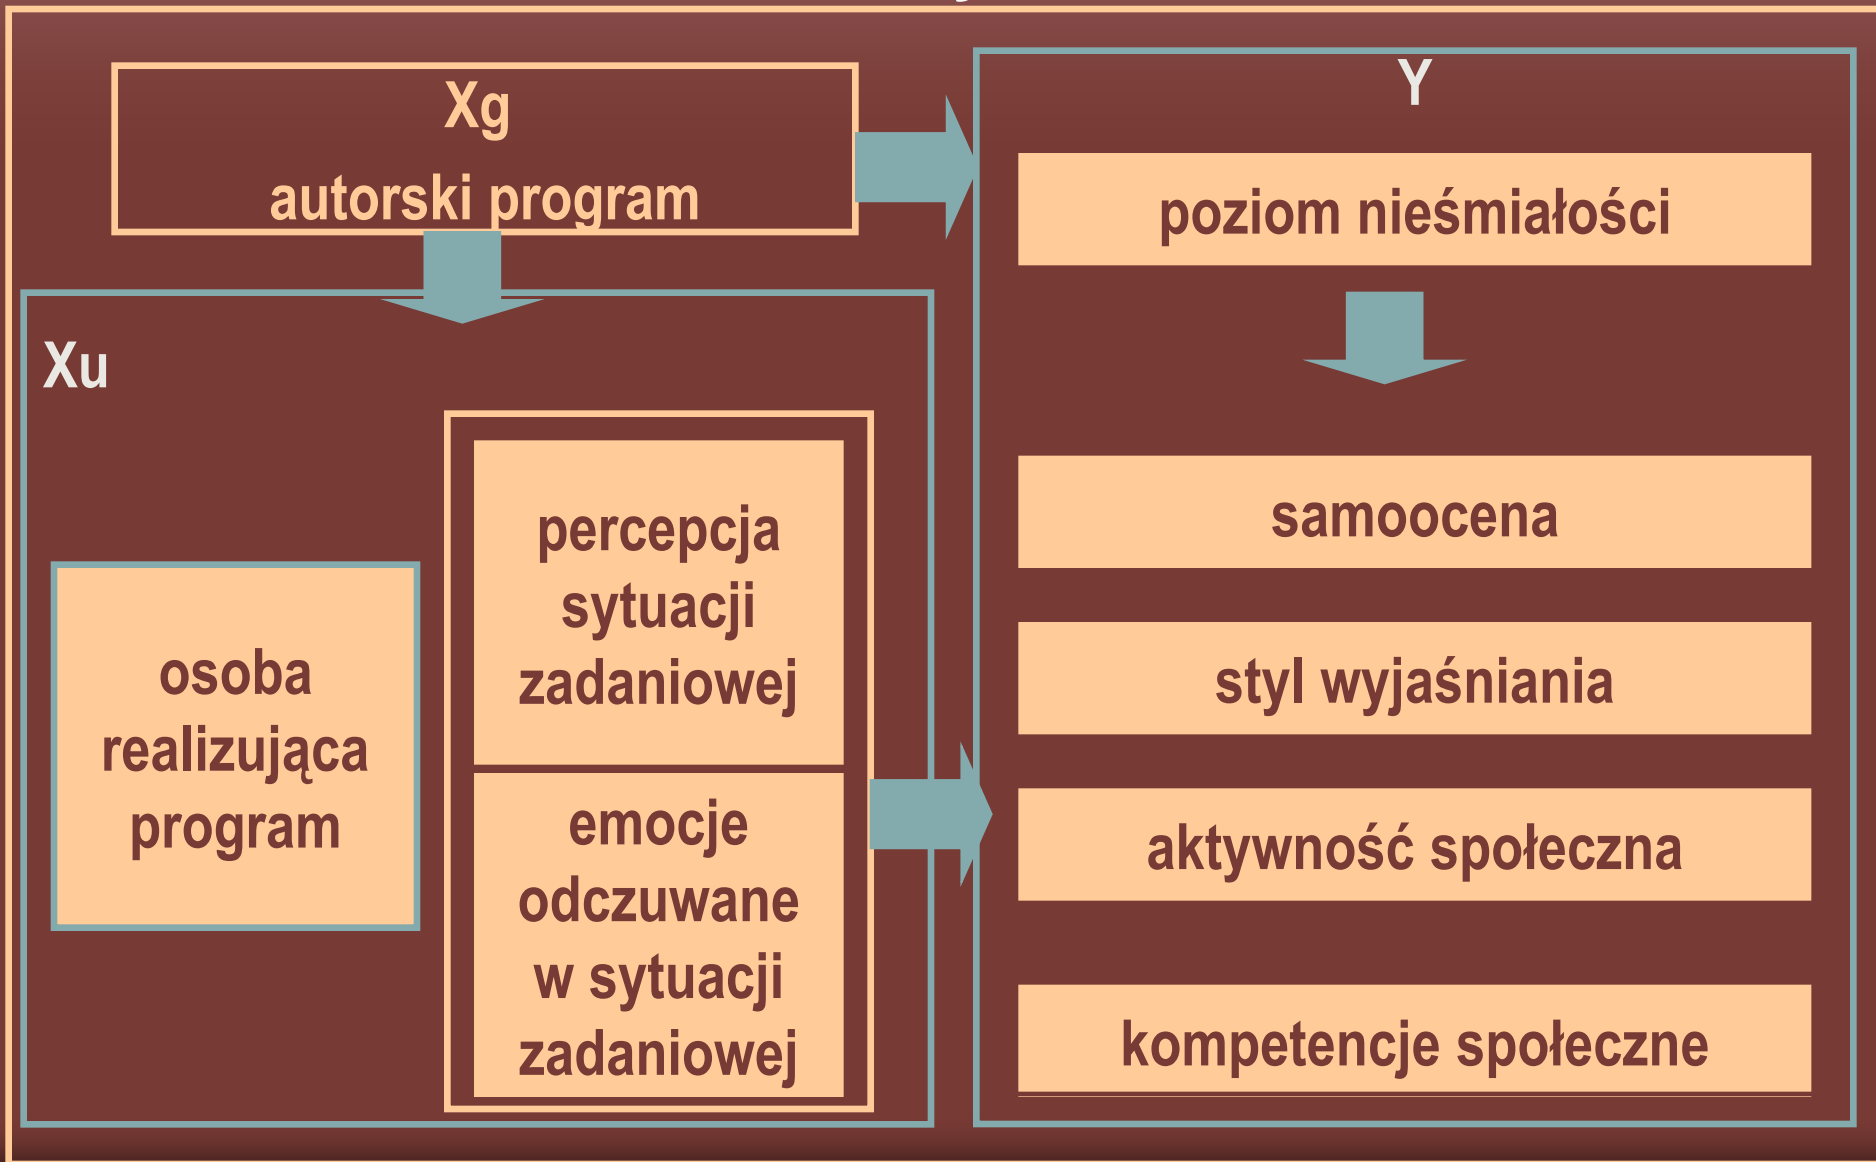 Xg
autorski program
Y
poziom nieśmiałości
Xu
percepcja
sytuacji
zadaniowej
osoba
realizująca
program
emocje
odczuwane
w sytuacji
zadaniowej
samoocena
styl wyjaśniania
aktywność społeczna
kompetencje społeczne